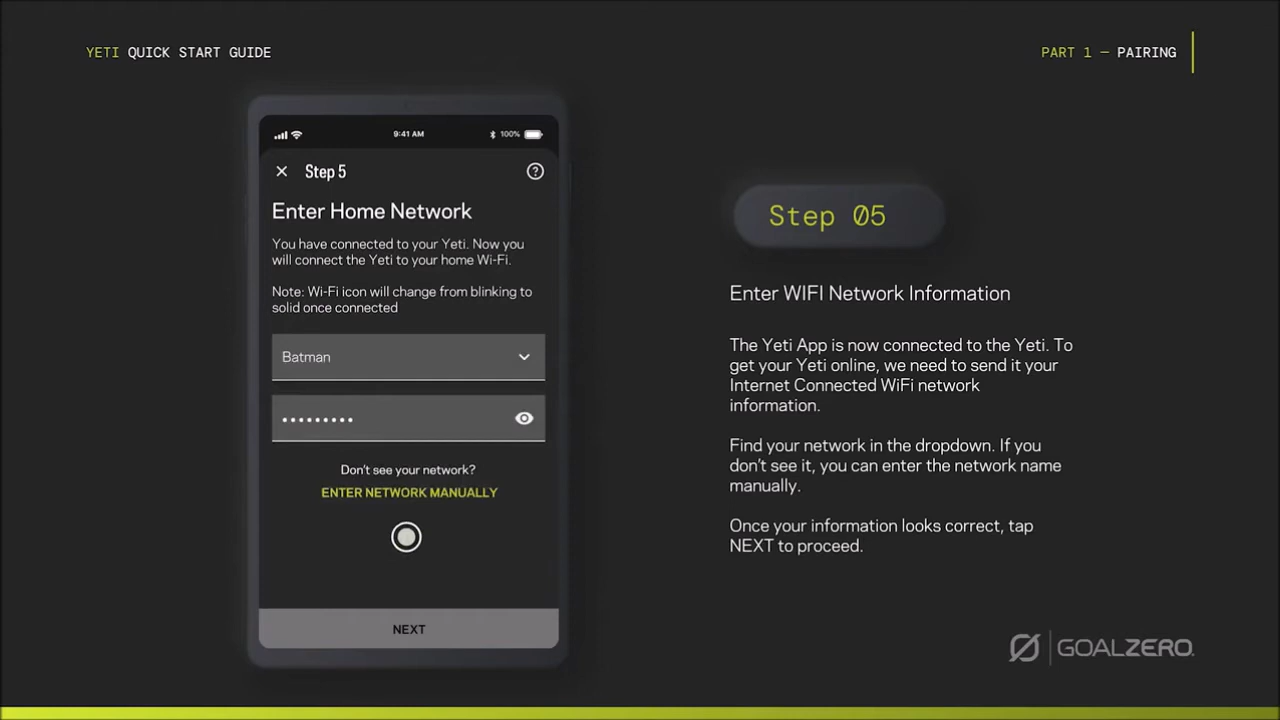 YETI QUICK START GUIDE
PART 1 — PAIRING
9:41 AM
100%
Step 5
Enter Home Network
You have connected to your Yeti. Now you
will connect the Yeti to your home Wi-Fi.
Note: Wi-Fi icon will change from blinking to
solid once connected
Batman
•••••••••
Don't see your network?
ENTER NETWORK MANUALLY
NEXT
Step 05
Enter WIFI Network Information
The Yeti App is now connected to the Yeti. To
get your Yeti online, we need to send it your
Internet Connected WiFi network
information.
Find your network in the dropdown. If you
don't see it, you can enter the network name
manually.
Once your information looks correct, tap
NEXT to proceed.
GOALZERO